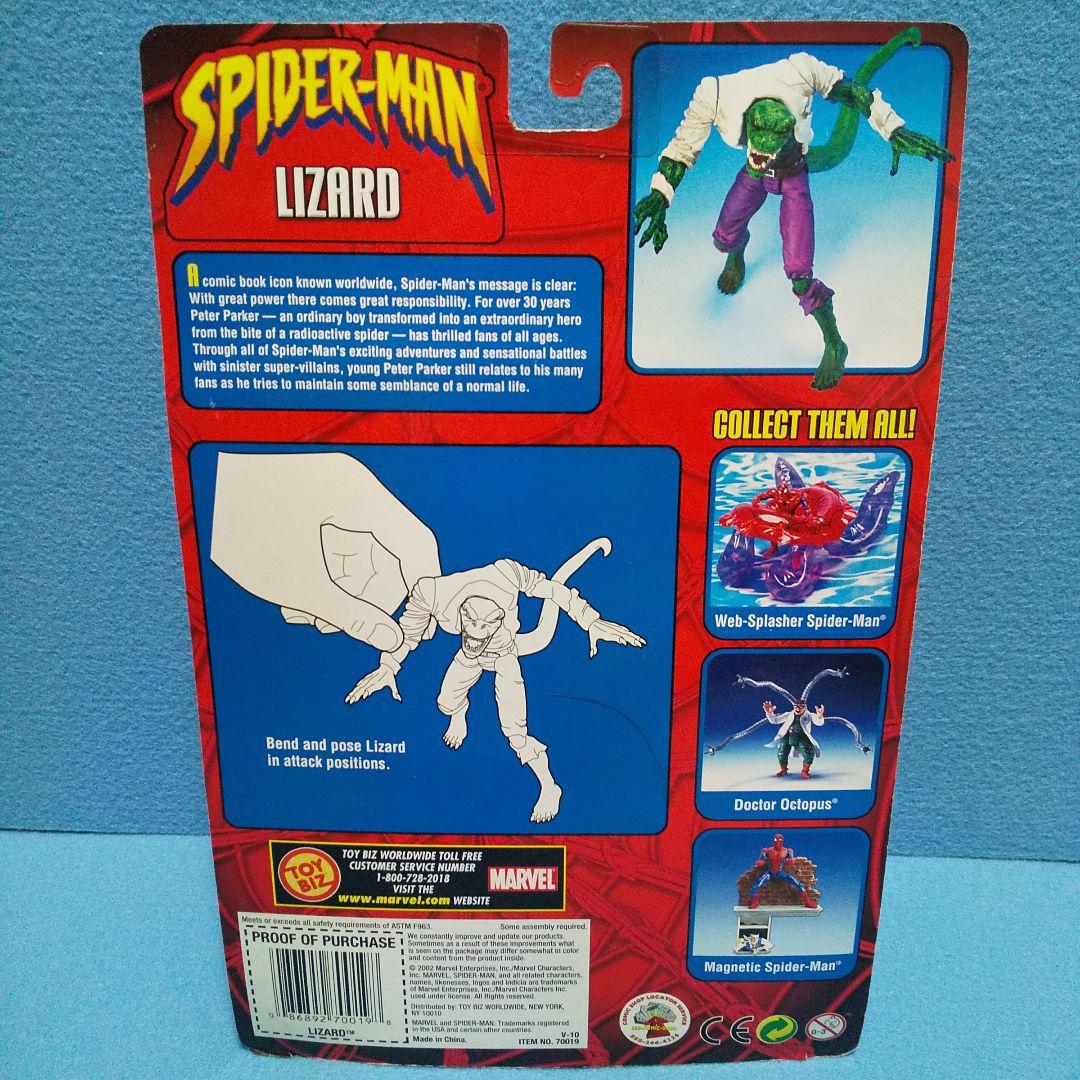 SPIDER-MAN
LIZARD
A comic book icon known worldwide, Spider-Man's message is clear:
With great power there comes great responsibility. For over 30 years
Peter Parker — an ordinary boy transformed into an extraordinary hero
from the bite of a radioactive spider — has thrilled fans of all ages.
Through all of Spider-Man's exciting adventures and sensational battles
with sinister super-villains, young Peter Parker still relates to his many
fans as he tries to maintain some semblance of a normal life.
COLLECT THEM ALL!
Web-Splasher Spider-Man®
Doctor Octopus®
Magnetic Spider-Man®
Bend and pose Lizard
in attack positions.
TOY BIZ
TOY BIZ WORLDWIDE TOLL FREE
CUSTOMER SERVICE NUMBER
1-800-728-2018
VISIT THE
www.marvel.com WEBSITE
MARVEL
Meets or exceeds all safety requirements of ASTM F963.
Some assembly required.
PROOF OF PURCHASE
0 86892 70019 8
LIZARD™
We constantly improve and update our products.
Sometimes as a result of these improvements what
is seen on the package may differ somewhat in color
and content from the product inside.
© 2002 Marvel Enterprises, Inc./Marvel Characters,
Inc. MARVEL, SPIDER-MAN, and all related characters,
names, likenesses, logos and indicia are trademarks
of Marvel Enterprises, Inc./Marvel Characters Inc.
used under license. All Rights reserved.
Distributed by: TOY BIZ WORLDWIDE, NEW YORK,
NY 10010
MARVEL and SPIDER-MAN: Trademarks registered
in the USA and certain other countries.
Made in China.
V-10
ITEM NO. 70019
COMIC SHOP LOCATOR SERVICE
CE
0-3